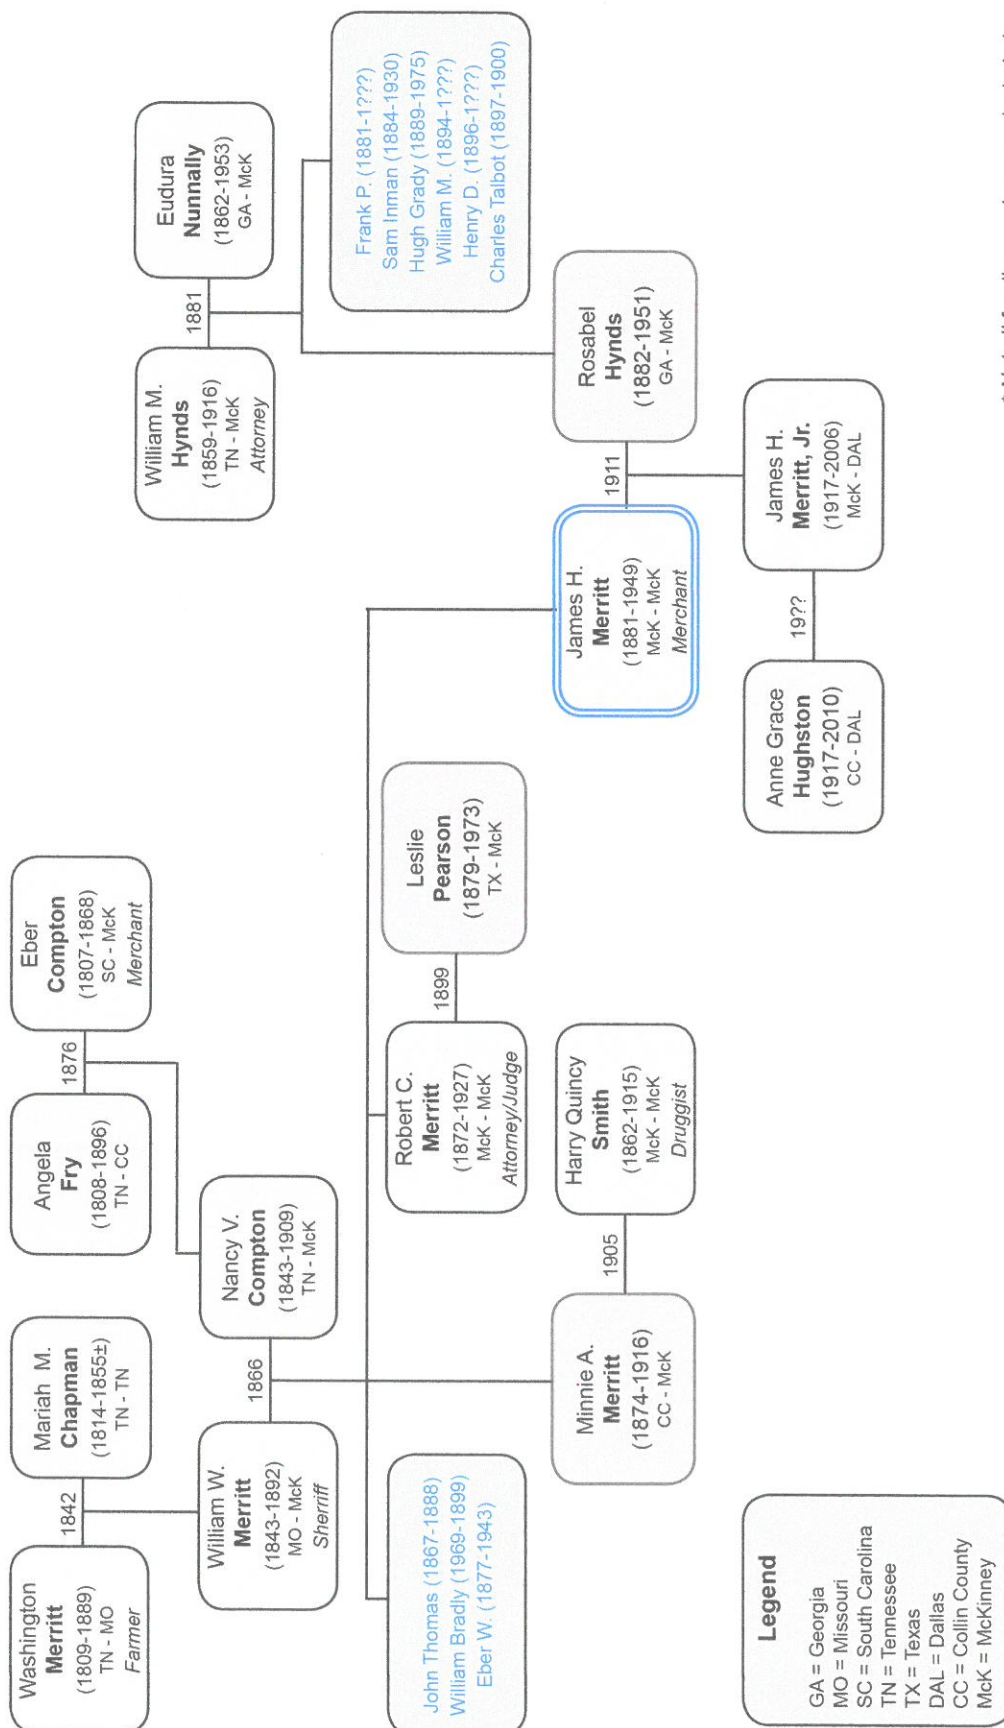 Washington
Merritt
(1809-1889)
TN - MO
Farmer
1842
Mariah M.
Chapman
(1814-1855±)
TN - TN
Angela
Fry
(1808-1896)
TN - CC
1876
Eber
Compton
(1807-1868)
SC - McK
Merchant
William M.
Hynds
(1859-1916)
TN - McK
Attorney
1881
Eudura
Nunnally
(1862-1953)
GA - McK
William W.
Merritt
(1843-1892)
MO - McK
Sherriff
1866
Nancy V.
Compton
(1843-1909)
TN - McK
Frank P. (1881-1???)
Sam Inman (1884-1930)
Hugh Grady (1889-1975)
William M. (1894-1???)
Henry D. (1896-1???)
Charles Talbot (1897-1900)
John Thomas (1867-1888)
William Bradly (1969-1899)
Eber W. (1877-1943)
Robert C.
Merritt
(1872-1927)
McK - McK
Attorney/Judge
1899
Leslie
Pearson
(1879-1973)
TX - McK
Minnie A.
Merritt
(1874-1916)
CC - McK
1905
Harry Quincy
Smith
(1862-1915)
McK - McK
Druggist
James H.
Merritt
(1881-1949)
McK - McK
Merchant
1911
Rosabel
Hynds
(1882-1951)
GA - McK
Anne Grace
Hughston
(1917-2010)
CC - DAL
19??
James H.
Merritt, Jr.
(1917-2006)
McK - DAL
Legend
GA = Georgia
MO = Missouri
SC = South Carolina
TN = Tennessee
TX = Texas
DAL = Dallas
CC = Collin County
McK = McKinney